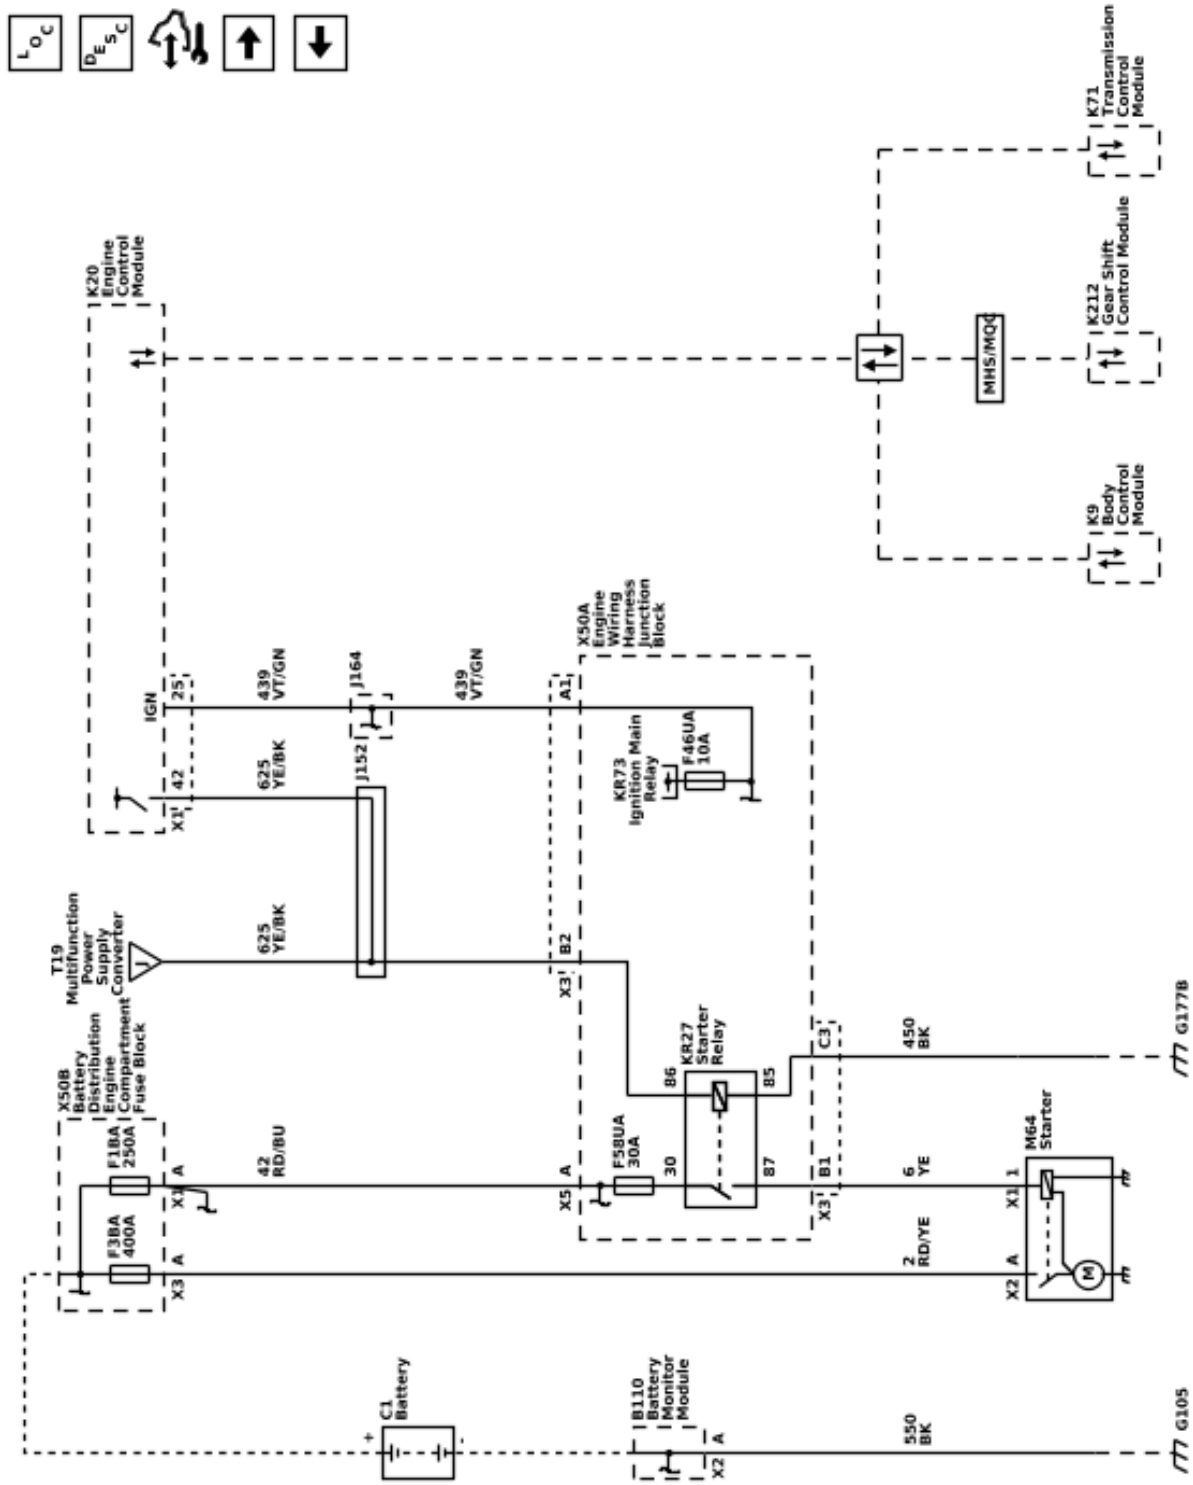 LOC
DESC
C1
Battery
+
-
B110
Battery
Monitor
Module
X2
A
550
BK
G105
X50B
Battery
Distribution
Engine
Compartment
Fuse Block
F3BA
400A
F1BA
250A
X3
A
X1
A
42
RD/BU
T19
Multifunction
Power
Supply
Converter
625
YE/BK
K20
Engine
Control
Module
IGN
X1
42
25
625
YE/BK
439
VT/GN
J152
J164
439
VT/GN
X5
A
X3
B2
A1
X50A
Engine
Wiring
Harness
Junction
Block
F58UA
30A
KR73
Ignition Main
Relay
F46UA
10A
KR27
Starter
Relay
30
86
87
85
X3
B1
C3
2
RD/YE
6
YE
450
BK
G177B
X2
A
X1
1
M64
Starter
M
MHS/MQC
K9
Body
Control
Module
K212
Gear Shift
Control Module
K71
Transmission
Control
Module